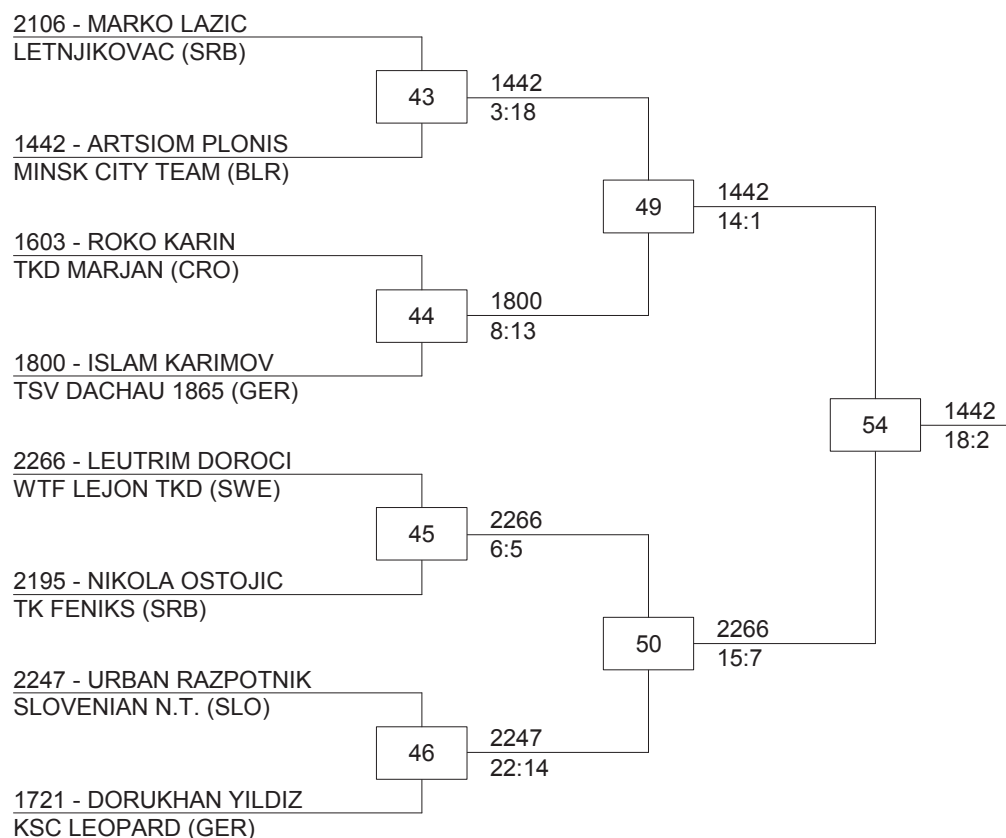 2106 - MARKO LAZIC
LETNJIKOVAC (SRB)
43
1442
3:18
1442 - ARTSIOM PLONIS
MINSK CITY TEAM (BLR)
49
1442
14:1
1603 - ROKO KARIN
TKD MARJAN (CRO)
44
1800
8:13
1800 - ISLAM KARIMOV
TSV DACHAU 1865 (GER)
54
1442
18:2
2266 - LEUTRIM DOROCI
WTF LEJON TKD (SWE)
45
2266
6:5
2195 - NIKOLA OSTOJIC
TK FENIKS (SRB)
50
2266
15:7
2247 - URBAN RAZPOTNIK
SLOVENIAN N.T. (SLO)
46
2247
22:14
1721 - DORUKHAN YILDIZ
KSC LEOPARD (GER)